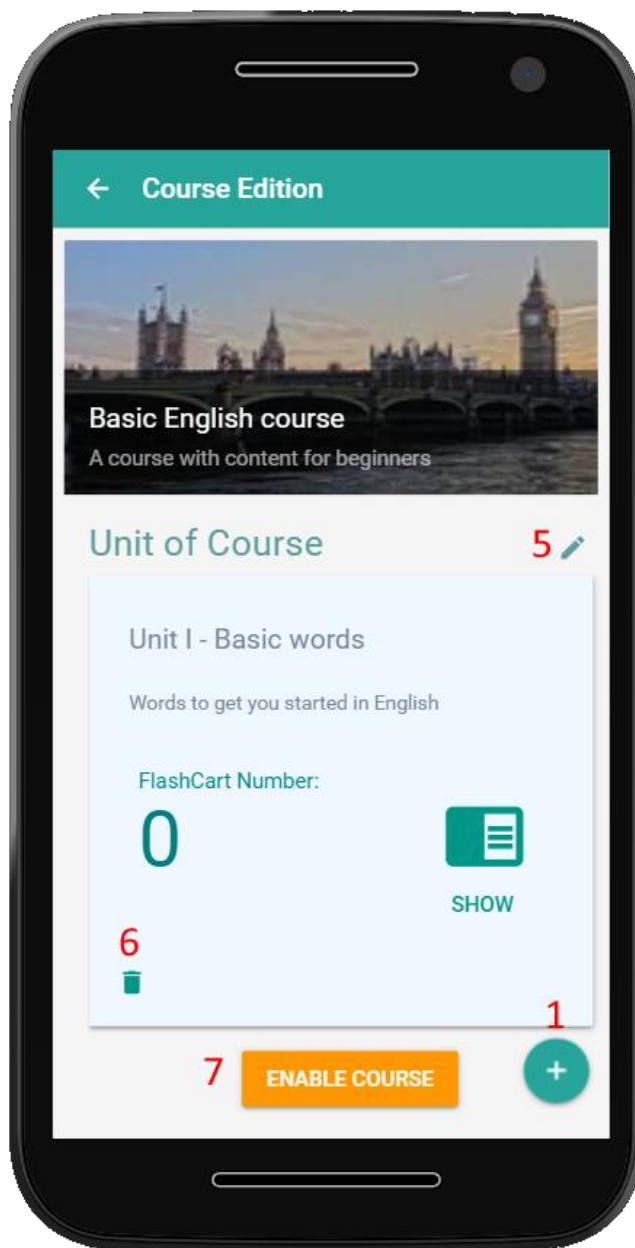 Course Edition
Basic English course
A course with content for beginners
Unit of Course
5
Unit I - Basic words
Words to get you started in English
FlashCart Number:
0
SHOW
6
1
7
ENABLE COURSE